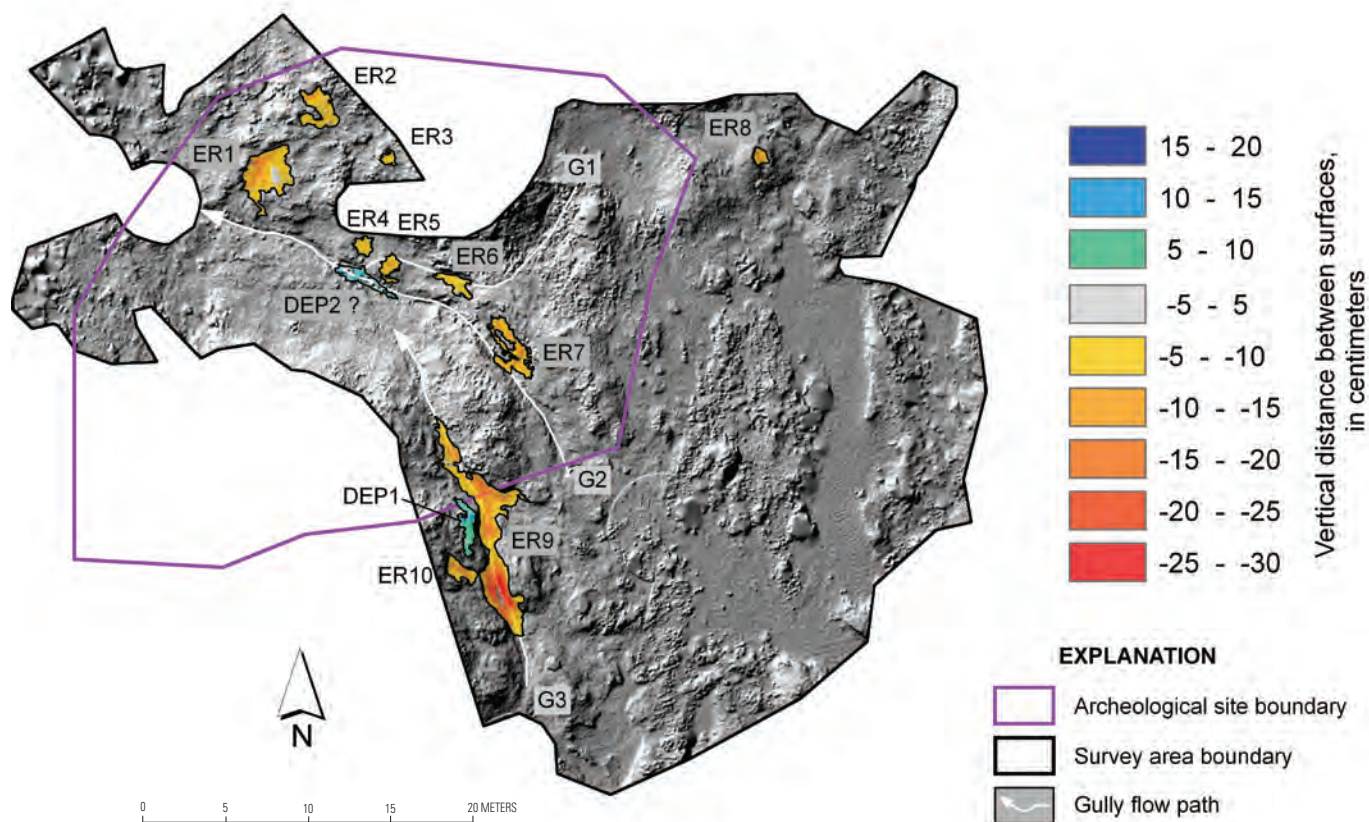 ER2
ER3
ER1
ER8
G1
ER4
ER5
ER6
DEP2 ?
ER7
G2
DEP1
ER9
ER10
G3
N
0 5 10 15 20 METERS
15 - 20
10 - 15
5 - 10
-5 - 5
-5 - -10
-10 - -15
-15 - -20
-20 - -25
-25 - -30
Vertical distance between surfaces,
in centimeters
EXPLANATION
Archeological site boundary
Survey area boundary
Gully flow path